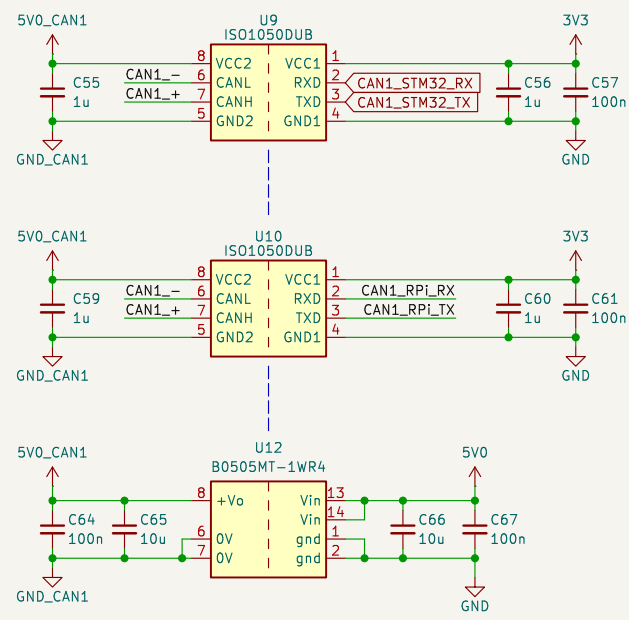 U9
5V0_CAN1
ISO1050DUB
3V3
8 VCC2 VCC1 1
CAN1_- 6 CANL RXD 2 CAN1_STM32_RX
C55 1u
C56 1u
C57 100n
CAN1_+ 7 CANH TXD 3 CAN1_STM32_TX
5 GND2 GND1 4
GND_CAN1
GND
U10
5V0_CAN1
ISO1050DUB
3V3
8 VCC2 VCC1 1
CAN1_- 6 CANL RXD 2 CAN1_RPi_RX
C59 1u
C60 1u
C61 100n
CAN1_+ 7 CANH TXD 3 CAN1_RPi_TX
5 GND2 GND1 4
GND_CAN1
GND
U12
5V0_CAN1
B0505MT-1WR4
5V0
8 +Vo Vin 13
Vin 14
C64 100n
C65 10u
C66 10u
C67 100n
6 0V gnd 1
7 0V gnd 2
GND_CAN1
GND